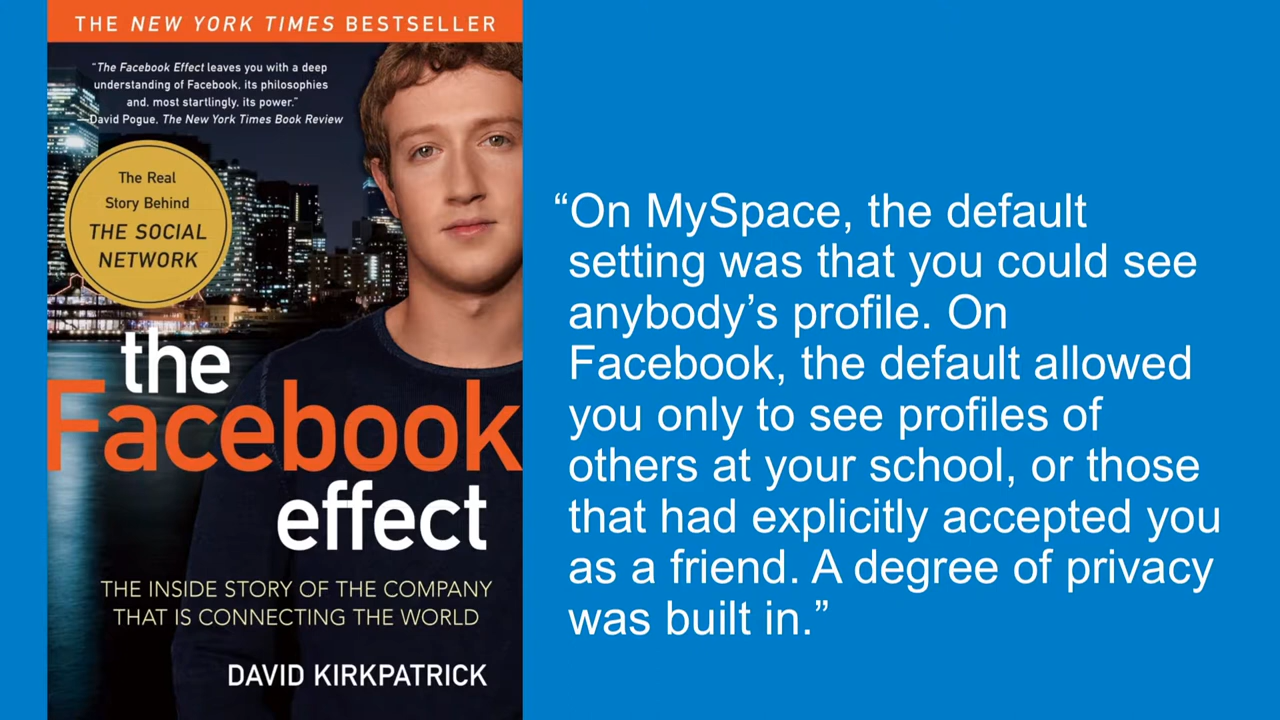 THE NEW YORK TIMES BESTSELLER
"The Facebook Effect leaves you with a deep
understanding of Facebook, its philosophies
and, most startlingly, its power."
—David Pogue, The New York Times Book Review
The Real
Story Behind
THE SOCIAL
NETWORK
the
Facebook
effect
THE INSIDE STORY OF THE COMPANY
THAT IS CONNECTING THE WORLD
DAVID KIRKPATRICK
“On MySpace, the default
setting was that you could see
anybody’s profile. On
Facebook, the default allowed
you only to see profiles of
others at your school, or those
that had explicitly accepted you
as a friend. A degree of privacy
was built in.”